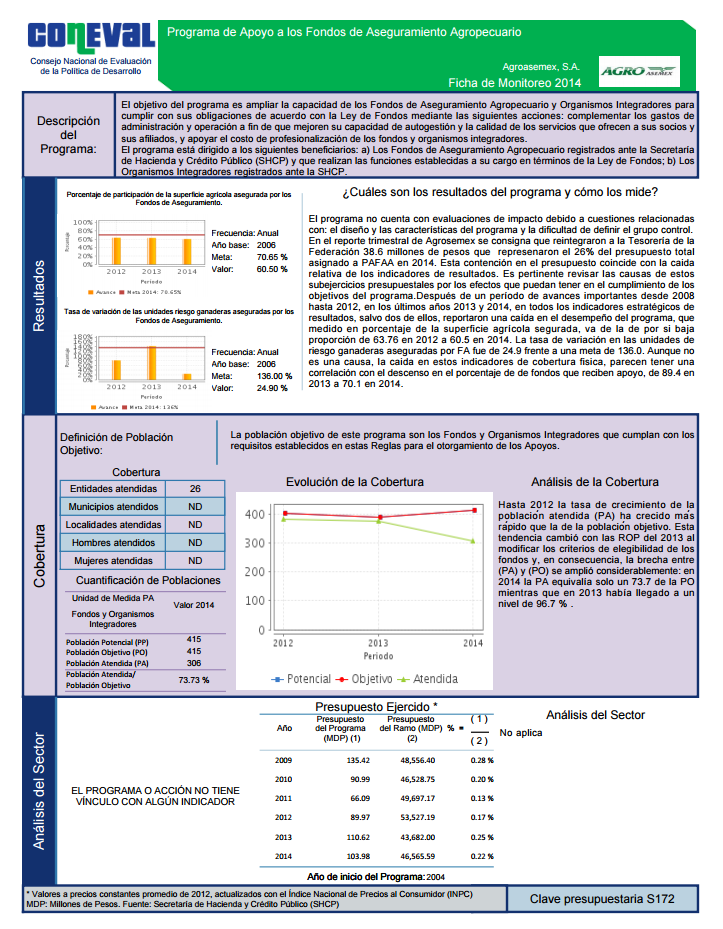 CONEVAL
Consejo Nacional de Evaluación
de la Política de Desarrollo
Programa de Apoyo a los Fondos de Aseguramiento Agropecuario
Agroasemex, S.A.
Ficha de Monitoreo 2014
AGROASEMEX
Descripción
del
Programa:
El objetivo del programa es ampliar la capacidad de los Fondos de Aseguramiento Agropecuario y Organismos Integradores para
cumplir con sus obligaciones de acuerdo con la Ley de Fondos mediante las siguientes acciones: complementar los gastos de
administración y operación a fin de que mejoren su capacidad de autogestión y la calidad de los servicios que ofrecen a sus socios y
sus afiliados, y apoyar el costo de profesionalización de los fondos y organismos integradores.
El programa está dirigido a los siguientes beneficiarios: a) Los Fondos de Aseguramiento Agropecuario registrados ante la Secretaría
de Hacienda y Crédito Público (SHCP) y que realizan las funciones establecidas a su cargo en términos de la Ley de Fondos; b) Los
Organismos Integradores registrados ante la SHCP.
Resultados
Porcentaje de participación de la superficie agrícola asegurada por los
Fondos de Aseguramiento.
Porcentaje
100%
80%
60%
40%
20%
0%
2012 2013 2014
Período
Avance Meta 2014: 70.65%
Frecuencia: Anual
Año base: 2006
Meta: 70.65 %
Valor: 60.50 %
Tasa de variación de las unidades riesgo ganaderas aseguradas por los
Fondos de Aseguramiento.
Porcentaje
180%
160%
140%
120%
100%
80%
60%
40%
20%
0%
2012 2013 2014
Período
Avance Meta 2014: 136%
Frecuencia: Anual
Año base: 2006
Meta: 136.00 %
Valor: 24.90 %
¿Cuáles son los resultados del programa y cómo los mide?
El programa no cuenta con evaluaciones de impacto debido a cuestiones relacionadas
con: el diseño y las características del programa y la dificultad de definir el grupo control.
En el reporte trimestral de Agrosemex se consigna que reintegraron a la Tesorería de la
Federación 38.6 millones de pesos que represenaron el 26% del presupuesto total
asignado a PAFAA en 2014. Esta contención en el presupuesto coincide con la caida
relativa de los indicadores de resultados. Es pertinente revisar las causas de estos
subejercicios presupuestales por los efectos que puedan tener en el cumplimiento de los
objetivos del programa.Después de un período de avances importantes desde 2008
hasta 2012, en los últimos años 2013 y 2014, en todos los indicadores estratégicos de
resultados, salvo dos de ellos, reportaron una caída en el desempeño del programa, que
medido en porcentaje de la superficie agrícola segurada, va de la de por si baja
proporción de 63.76 en 2012 a 60.5 en 2014. La tasa de variación en las unidades de
riesgo ganaderas aseguradas por FA fue de 24.9 frente a una meta de 136.0. Aunque no
es una causa, la caida en estos indicadores de cobertura física, parecen tener una
correlación con el descenso en el porcentaje de de fondos que reciben apoyo, de 89.4 en
2013 a 70.1 en 2014.
Cobertura
Definición de Población
Objetivo:
La población objetivo de este programa son los Fondos y Organismos Integradores que cumplan con los
requisitos establecidos en estas Reglas para el otorgamiento de los Apoyos.
Cobertura
Entidades atendidas 26
Municipios atendidos ND
Localidades atendidas ND
Hombres atendidos ND
Mujeres atendidas ND
Cuantificación de Poblaciones
Unidad de Medida PA
Fondos y Organismos
Integradores
Valor 2014
Población Potencial (PP) 415
Población Objetivo (PO) 415
Población Atendida (PA) 306
Población Atendida/
Población Objetivo
73.73 %
Evolución de la Cobertura
400
300
200
100
0
2012 2013 2014
Periodo
Potencial Objetivo Atendida
Análisis de la Cobertura
Hasta 2012 la tasa de crecimiento de la
población atendida (PA) ha crecido más
rápido que la de la población objetivo. Esta
tendencia cambió con las ROP del 2013 al
modificar los criterios de elegibilidad de los
fondos y, en consecuencia, la brecha entre
(PA) y (PO) se amplió considerablemente: en
2014 la PA equivalía solo un 73.7 de la PO
mientras que en 2013 había llegado a un
nivel de 96.7 % .
Análisis del Sector
EL PROGRAMA O ACCIÓN NO TIENE
VÍNCULO CON ALGÚN INDICADOR
Presupuesto Ejercido *
Año
Presupuesto
del Programa
(MDP) (1)
Presupuesto
del Ramo (MDP)
(2)
% =
( 1 )
( 2 )
2009 135.42 48,556.40 0.28 %
2010 90.99 46,528.75 0.20 %
2011 66.09 49,697.17 0.13 %
2012 89.97 53,527.19 0.17 %
2013 110.62 43,682.00 0.25 %
2014 103.98 46,565.59 0.22 %
Año de inicio del Programa: 2004
Análisis del Sector
No aplica
* Valores a precios constantes promedio de 2012, actualizados con el Índice Nacional de Precios al Consumidor (INPC)
MDP: Millones de Pesos. Fuente: Secretaría de Hacienda y Crédito Público (SHCP)
Clave presupuestaria S172